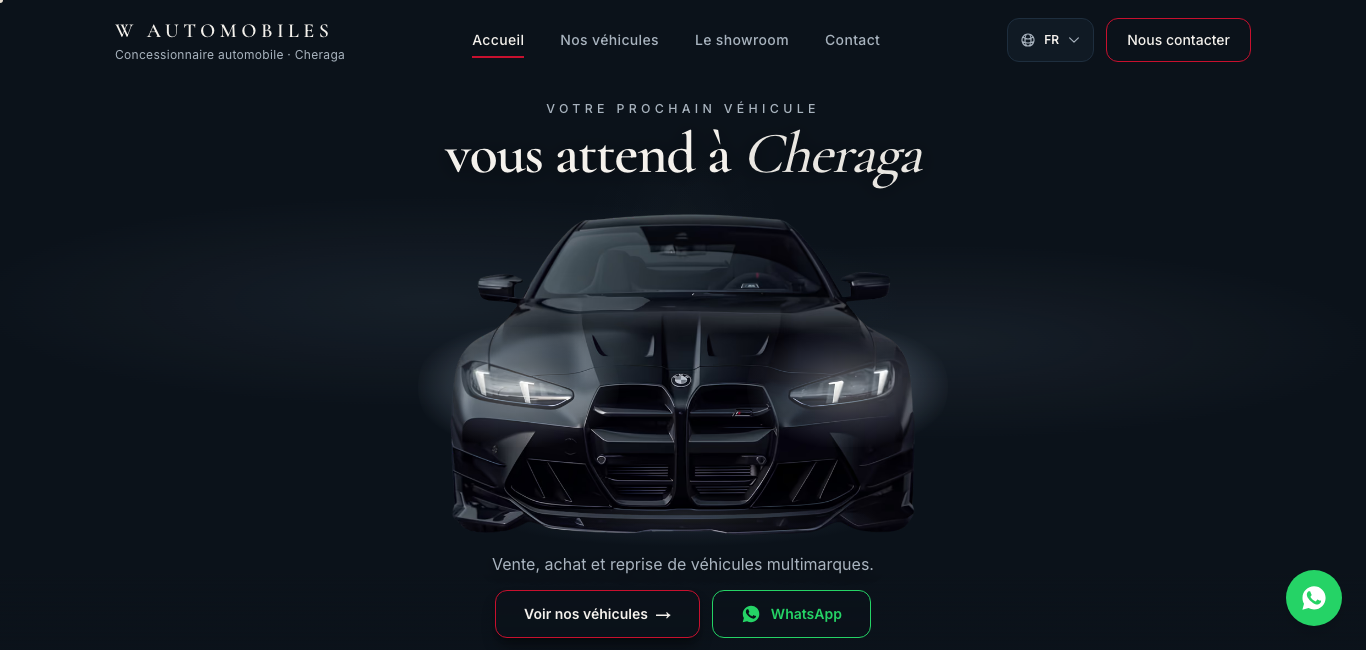 W AUTOMOBILES
Concessionnaire automobile · Cheraga
Accueil
Nos véhicules
Le showroom
Contact
FR
Nous contacter
VOTRE PROCHAIN VÉHICULE
vous attend à Cheraga
Vente, achat et reprise de véhicules multimarques.
Voir nos véhicules →
WhatsApp